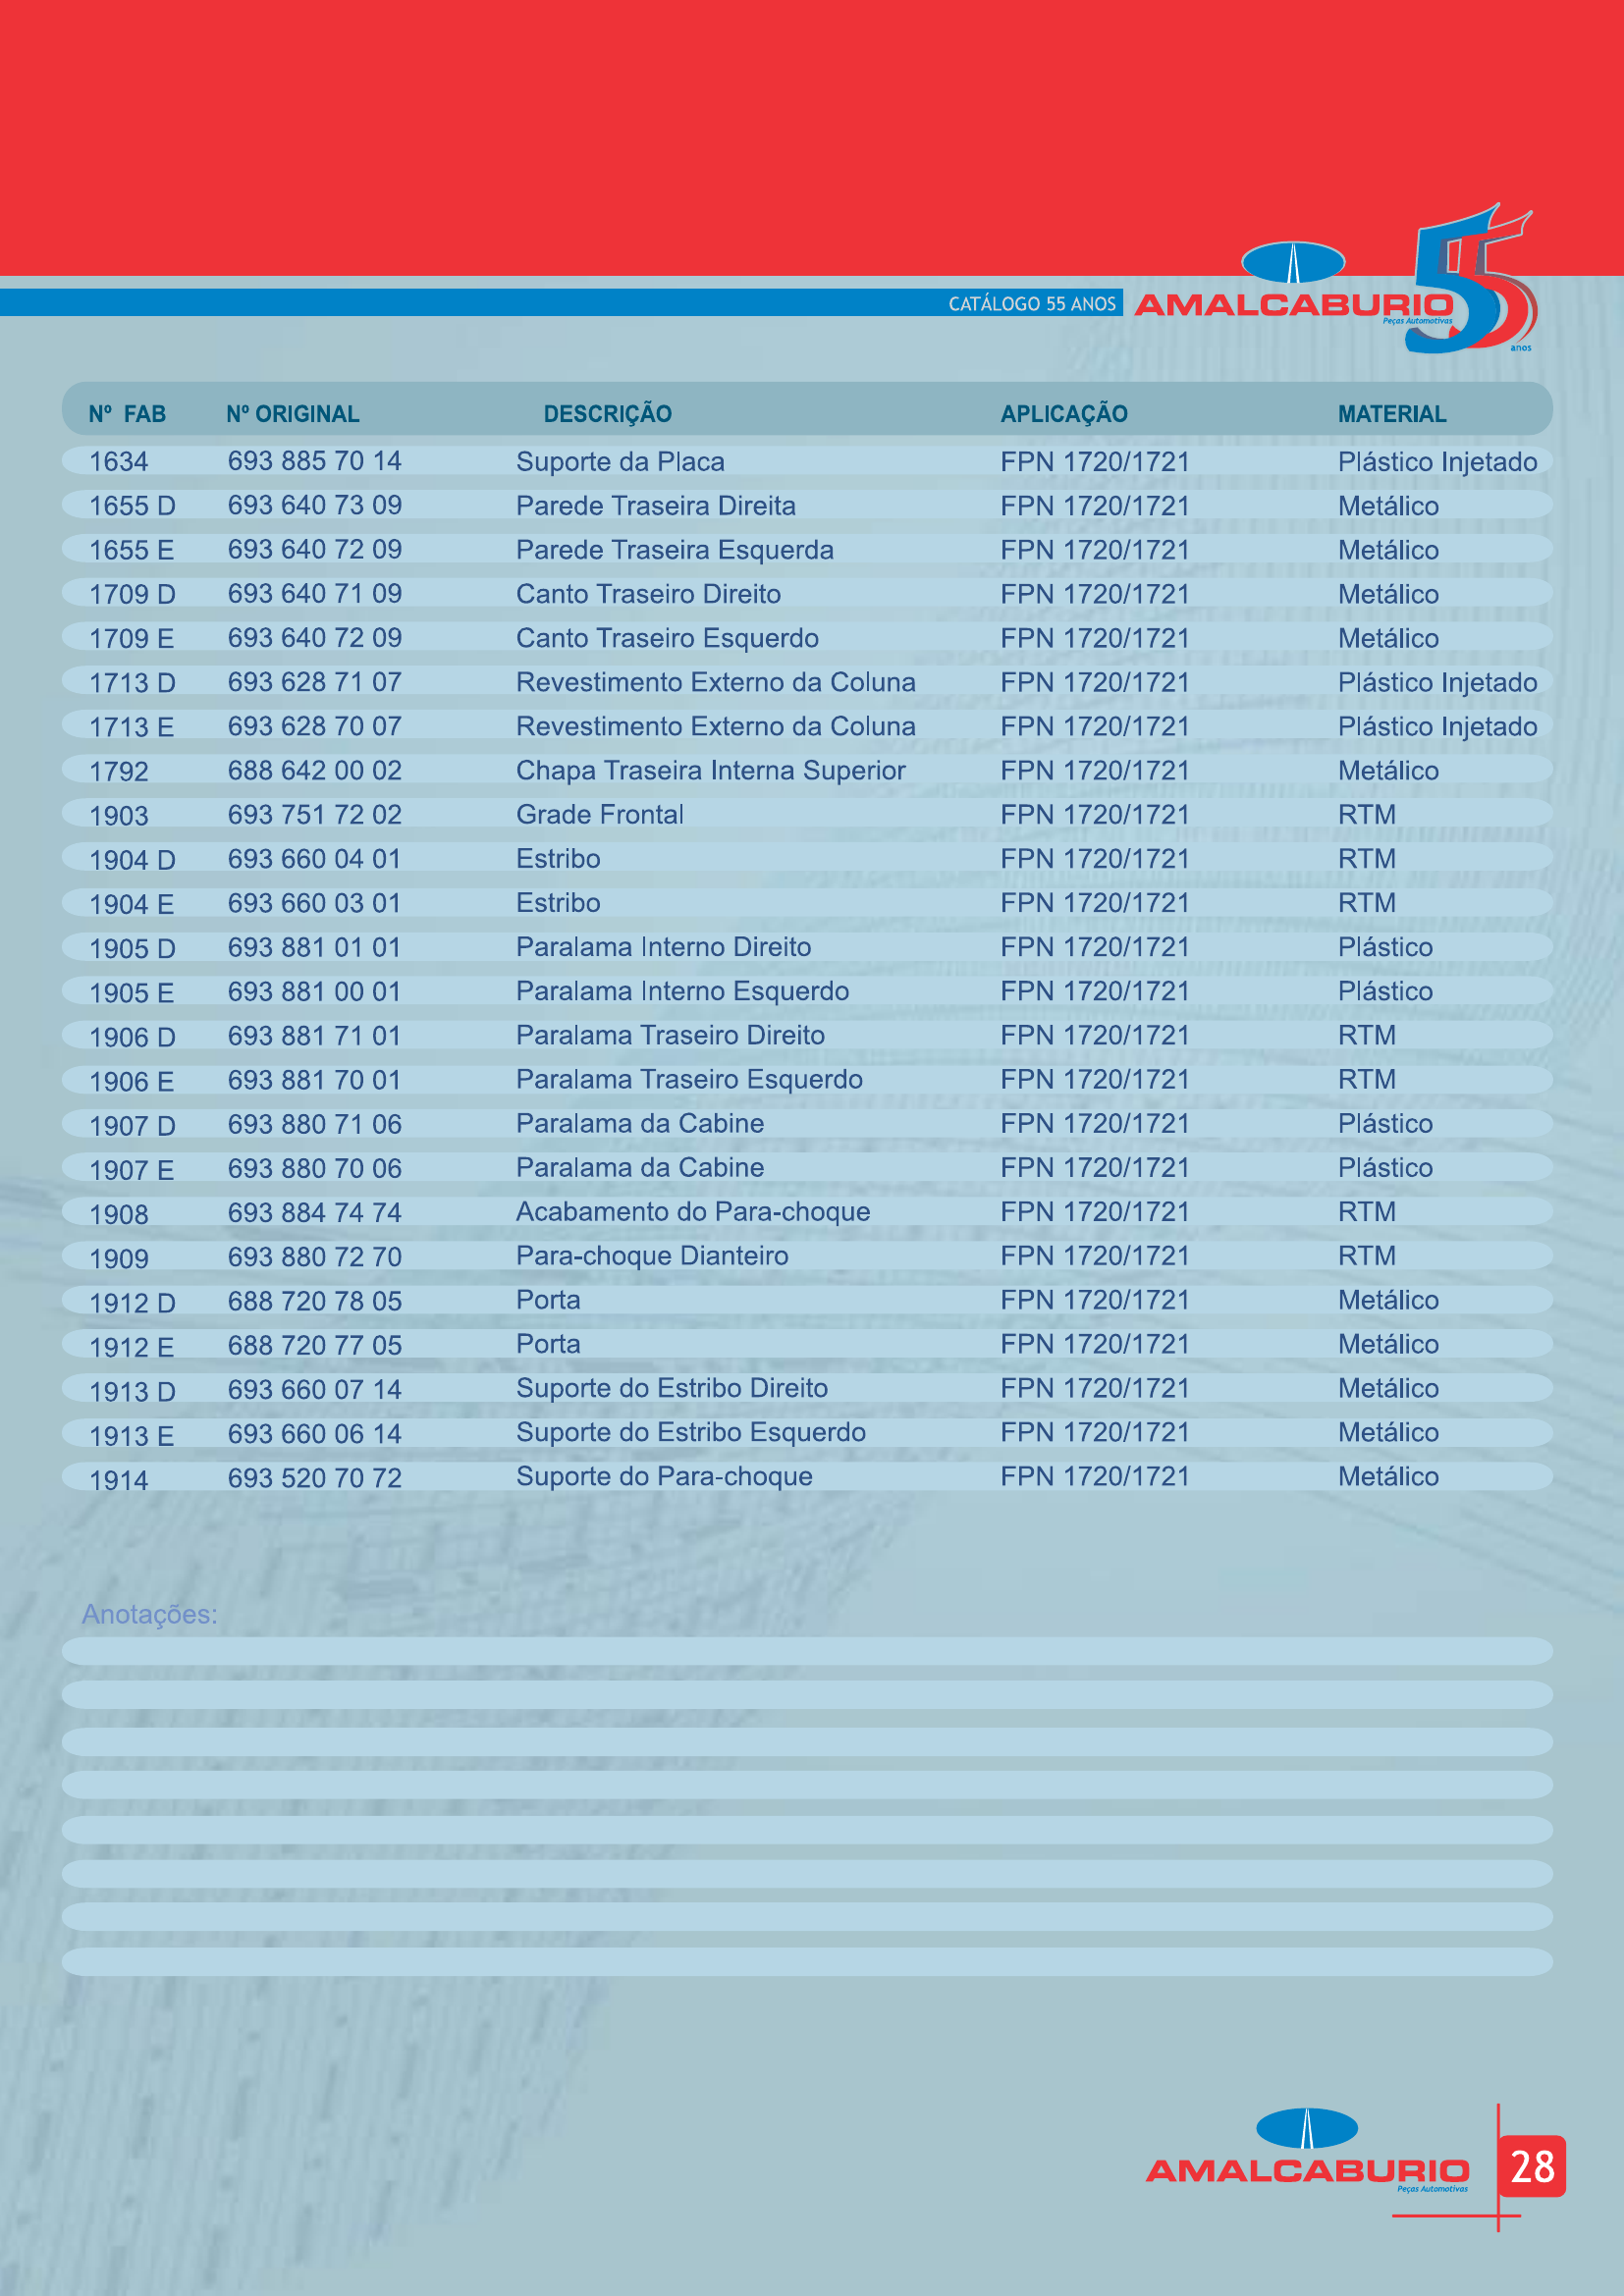 CATÁLOGO 55 ANOS AMALCABURIO 55
Peças Automotivas
anos
Nº FAB Nº ORIGINAL DESCRIÇÃO APLICAÇÃO MATERIAL
1634 693 885 70 14 Suporte da Placa FPN 1720/1721 Plástico Injetado
1655 D 693 640 73 09 Parede Traseira Direita FPN 1720/1721 Metálico
1655 E 693 640 72 09 Parede Traseira Esquerda FPN 1720/1721 Metálico
1709 D 693 640 71 09 Canto Traseiro Direito FPN 1720/1721 Metálico
1709 E 693 640 72 09 Canto Traseiro Esquerdo FPN 1720/1721 Metálico
1713 D 693 628 71 07 Revestimento Externo da Coluna FPN 1720/1721 Plástico Injetado
1713 E 693 628 70 07 Revestimento Externo da Coluna FPN 1720/1721 Plástico Injetado
1792 688 642 00 02 Chapa Traseira Interna Superior FPN 1720/1721 Metálico
1903 693 751 72 02 Grade Frontal FPN 1720/1721 RTM
1904 D 693 660 04 01 Estribo FPN 1720/1721 RTM
1904 E 693 660 03 01 Estribo FPN 1720/1721 RTM
1905 D 693 881 01 01 Paralama Interno Direito FPN 1720/1721 Plástico
1905 E 693 881 00 01 Paralama Interno Esquerdo FPN 1720/1721 Plástico
1906 D 693 881 71 01 Paralama Traseiro Direito FPN 1720/1721 RTM
1906 E 693 881 70 01 Paralama Traseiro Esquerdo FPN 1720/1721 RTM
1907 D 693 880 71 06 Paralama da Cabine FPN 1720/1721 Plástico
1907 E 693 880 70 06 Paralama da Cabine FPN 1720/1721 Plástico
1908 693 884 74 74 Acabamento do Para-choque FPN 1720/1721 RTM
1909 693 880 72 70 Para-choque Dianteiro FPN 1720/1721 RTM
1912 D 688 720 78 05 Porta FPN 1720/1721 Metálico
1912 E 688 720 77 05 Porta FPN 1720/1721 Metálico
1913 D 693 660 07 14 Suporte do Estribo Direito FPN 1720/1721 Metálico
1913 E 693 660 06 14 Suporte do Estribo Esquerdo FPN 1720/1721 Metálico
1914 693 520 70 72 Suporte do Para-choque FPN 1720/1721 Metálico
Anotações:
AMALCABURIO 28
Peças Automotivas